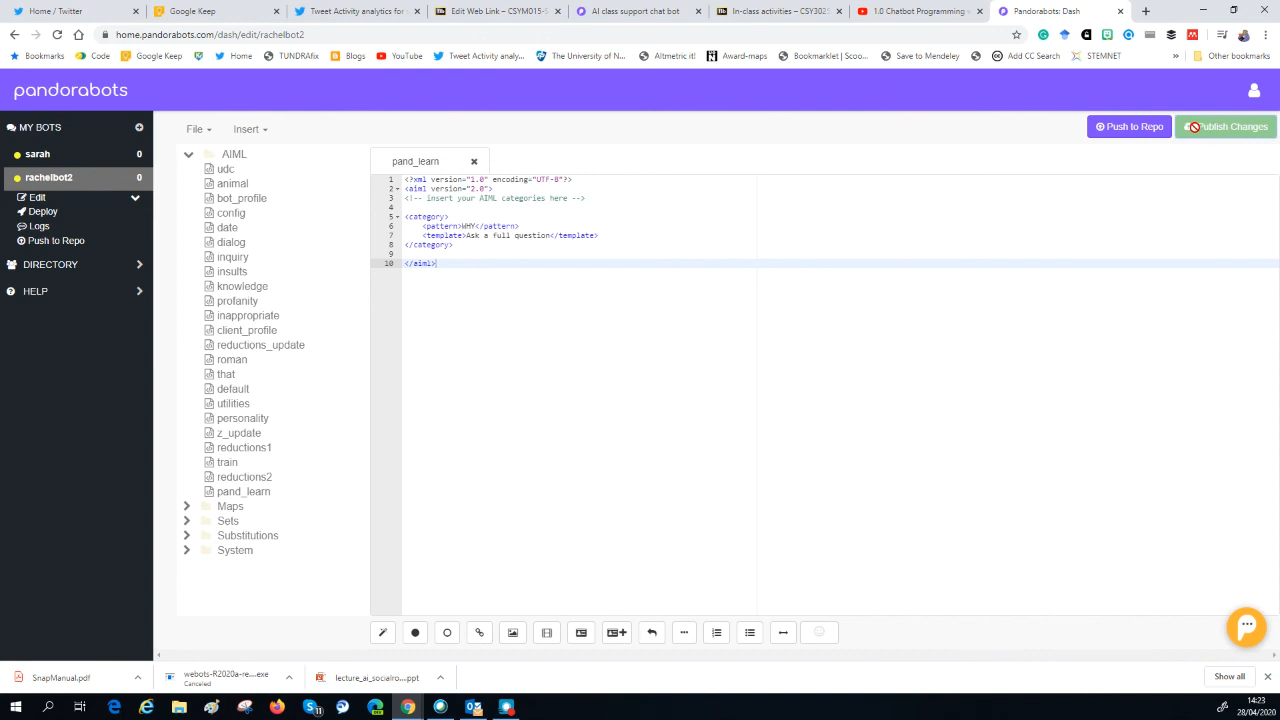 Home / Twitter
Google Keep
Tweet Activity analytics for
Edit Web Link – CSYM015-S
AI class support chat bot
In-class activities – CSY3025
1.0 Chatbot Programming
Pandorabots: Dash
home.pandorabots.com/dash/edit/rachelbot2
Bookmarks
Code
Google Keep
Home
TUNDRAfix
Blogs
YouTube
Tweet Activity analy...
The University of N...
Altmetric it!
Award-maps
Bookmarklet | Scoo...
Save to Mendeley
Add CC Search
STEMNET
Other bookmarks
pandorabots
MY BOTS
sarah 0
rachelbot2 0
Edit
Deploy
Logs
Push to Repo
DIRECTORY
HELP
File
Insert
Push to Repo
Publish Changes
AIML
udc
animal
bot_profile
config
date
dialog
inquiry
insults
knowledge
profanity
inappropriate
client_profile
reductions_update
roman
that
default
utilities
personality
z_update
reductions1
train
reductions2
pand_learn
Maps
Sets
Substitutions
System
pand_learn
1 <?xml version="1.0" encoding="UTF-8"?>
2 <aiml version="2.0">
3 <!-- insert your AIML categories here -->
4
5 <category>
6 <pattern>WHY</pattern>
7 <template>Ask a full question</template>
8 </category>
9
10 </aiml>
SnapManual.pdf
webots-R2020a-re....exe
Canceled
lecture_ai_socialro....ppt
Show all
14:23
28/04/2020